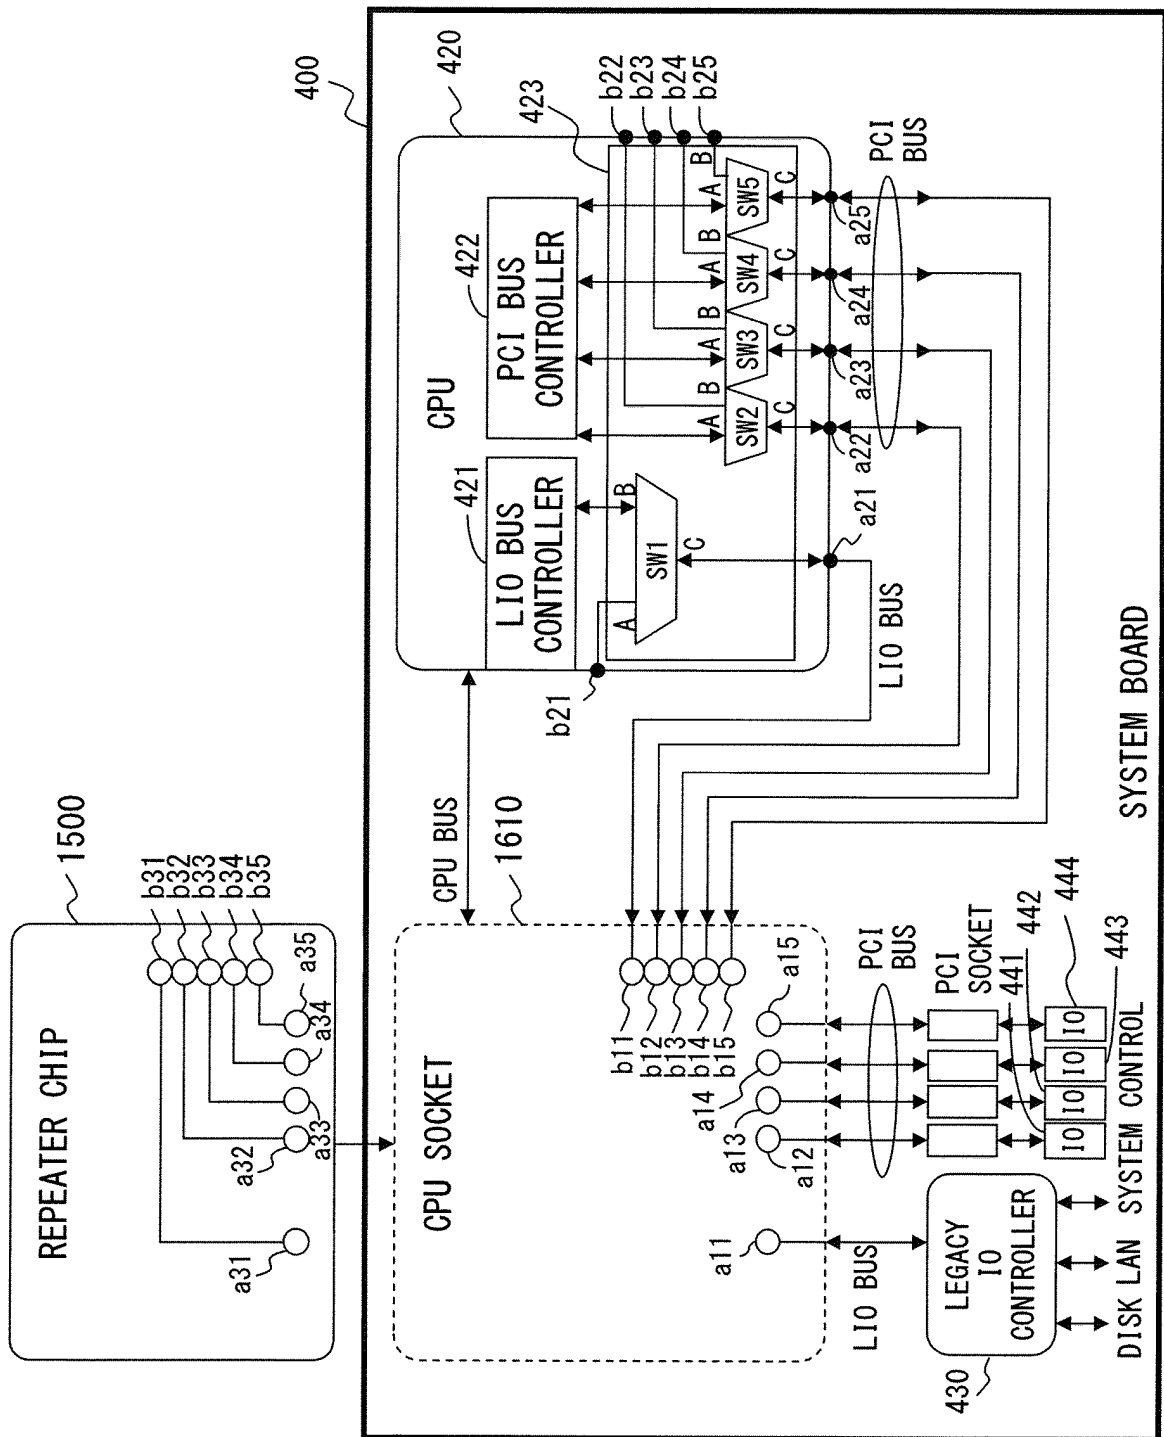 1500
REPEATER CHIP
b31
b32
b33
b34
b35
a31
a32
a33
a34
a35
400
CPU BUS
1610
CPU SOCKET
b11
b12
b13
b14
b15
a11
a12
a13
a14
a15
LIO BUS
PCI BUS
PCI
SOCKET
LEGACY
IO
CONTROLLER
430
IO
IO
IO
IO
441
442
443
444
DISK
LAN
SYSTEM CONTROL
420
CPU
421
LIO BUS
CONTROLLER
422
PCI BUS
CONTROLLER
423
b21
b22
b23
b24
b25
A
B
SW1
C
A
B
SW2
C
A
B
SW3
C
A
B
SW4
C
A
B
SW5
C
a21
a22
a23
a24
a25
LIO BUS
PCI
BUS
SYSTEM BOARD